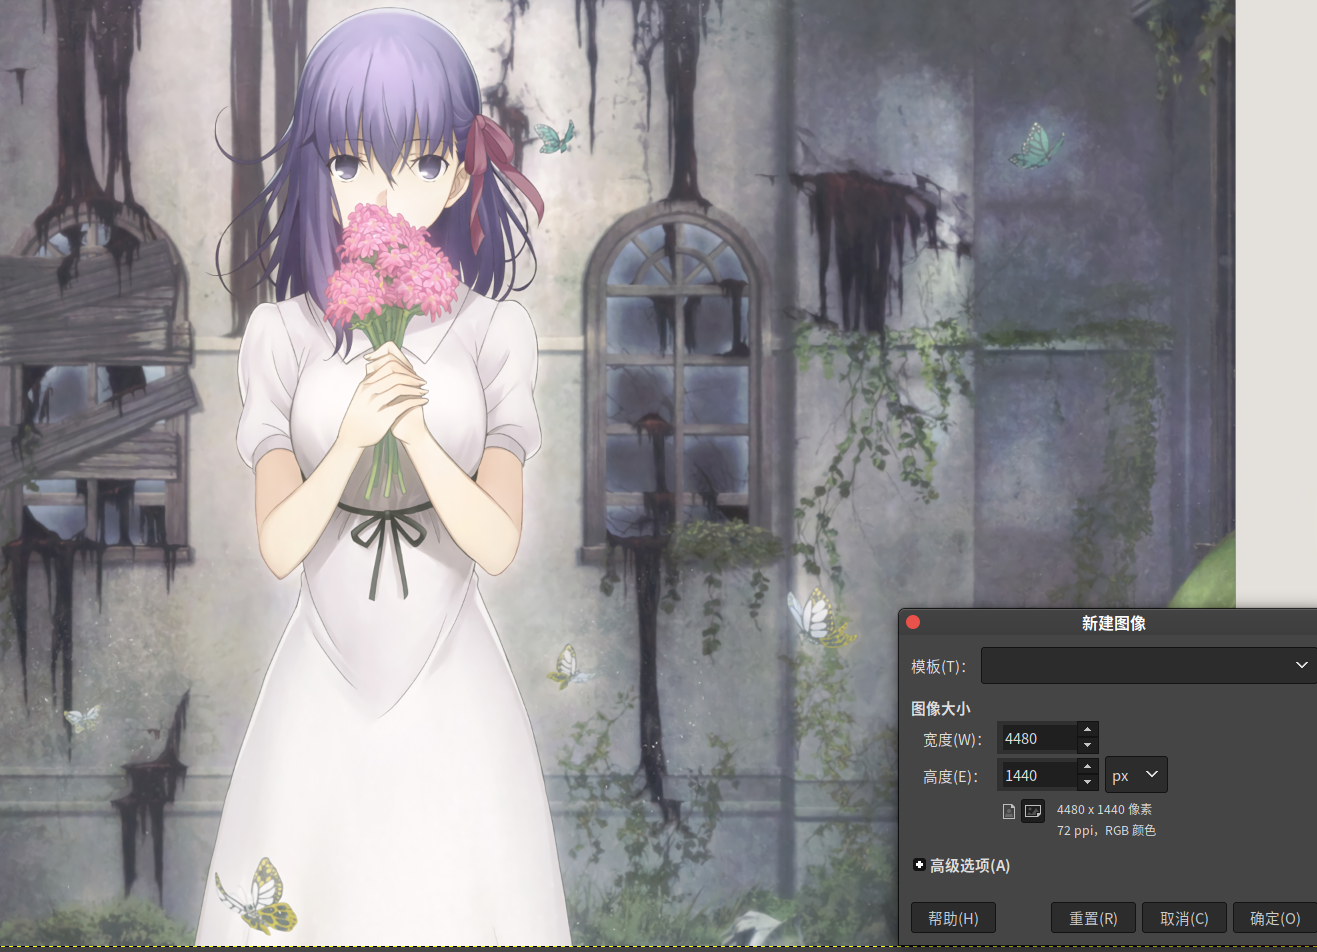 新建图像
模板(T)：
图像大小
宽度(W)： 4480
高度(E)： 1440 px
4480 x 1440 像素
72 ppi，RGB 颜色
高级选项(A)
帮助(H) 重置(R) 取消(C) 确定(O)